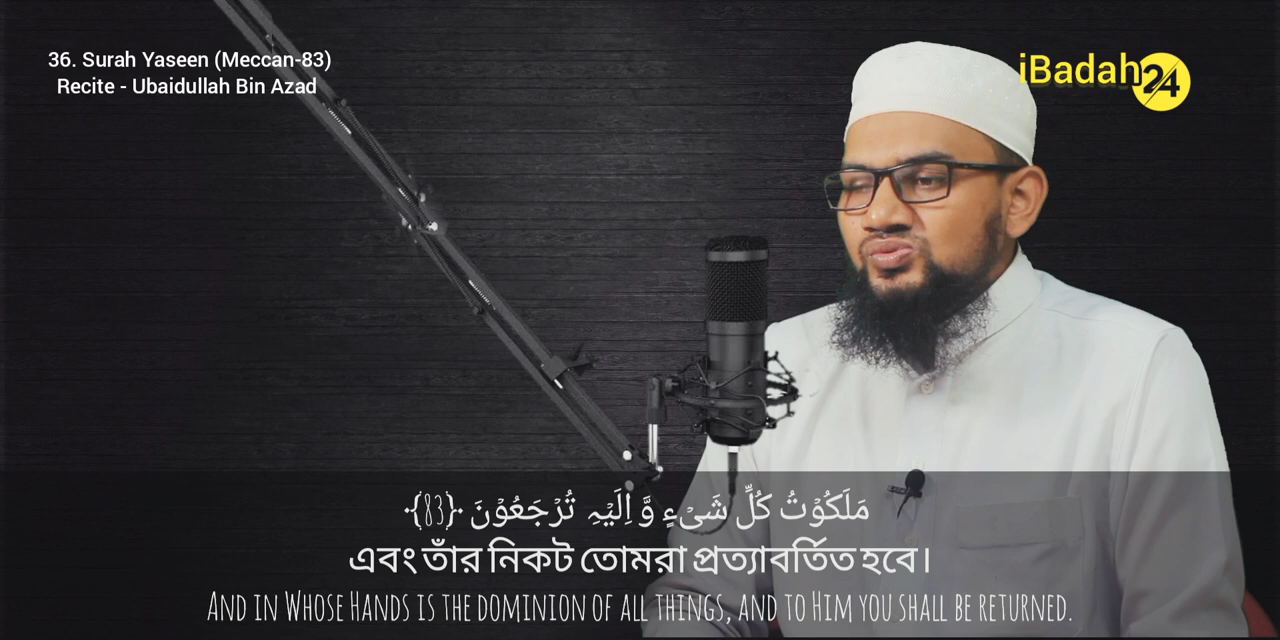 36. Surah Yaseen (Meccan-83)
Recite - Ubaidullah Bin Azad
iBadah24
مَلَكُوْتُ كُلِّ شَیْءٍ وَّ اِلَیْہِ تُرْجَعُوْنَ ﴿83﴾
এবং তাঁর নিকট তোমরা প্রত্যাবর্তিত হবে।
And in Whose Hands is the dominion of all things, and to Him you shall be returned.